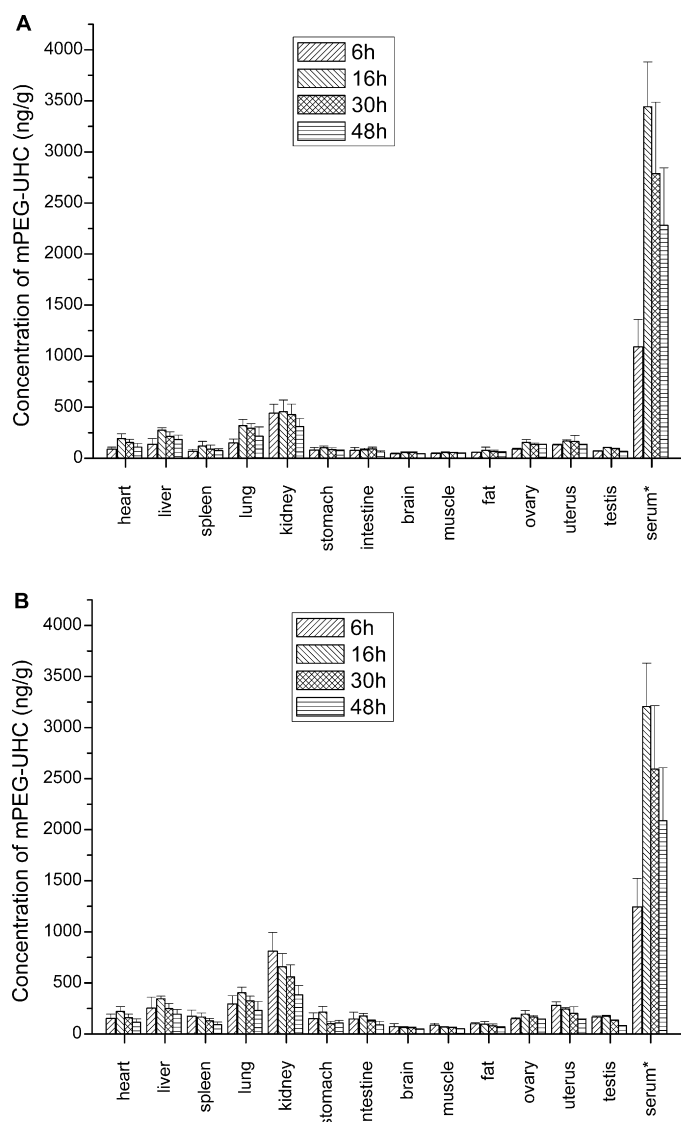 A
Concentration of mPEG-UHC (ng/g)
4000
3500
3000
2500
2000
1500
1000
500
0
6h
16h
30h
48h
heart
liver
spleen
lung
kidney
stomach
intestine
brain
muscle
fat
ovary
uterus
testis
serum*
B
Concentration of mPEG-UHC (ng/g)
4000
3500
3000
2500
2000
1500
1000
500
0
6h
16h
30h
48h
heart
liver
spleen
lung
kidney
stomach
ntestine
brain
muscle
fat
ovary
uterus
testis
serum*